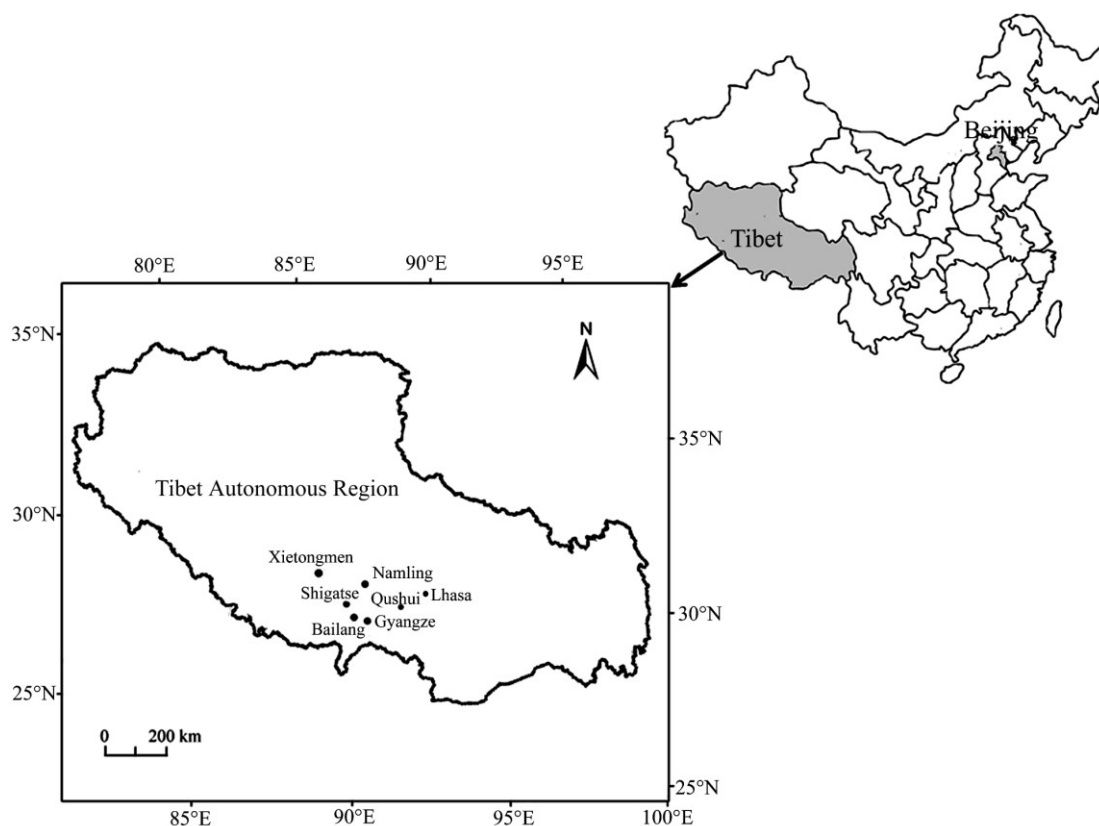 Beijing
Tibet
80°E 85°E 90°E 95°E
35°N
N
35°N
Tibet Autonomous Region
30°N
Xietongmen
Namling
Shigatse
Qushui
Lhasa
Bailang
Gyangze
30°N
25°N
0 200 km
25°N
85°E 90°E 95°E 100°E